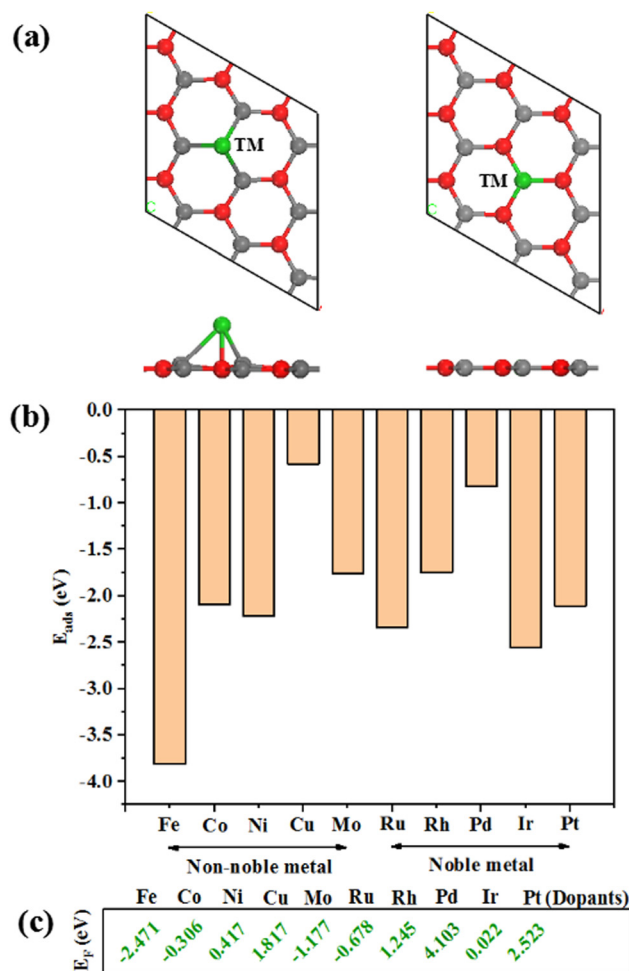 (a)
TM
TM
C
C
(b)
E_ads (eV)
0.0
-0.5
-1.0
-1.5
-2.0
-2.5
-3.0
-3.5
-4.0
Fe Co Ni Cu Mo Ru Rh Pd Ir Pt
Non-noble metal Noble metal
Fe Co Ni Cu Mo Ru Rh Pd Ir Pt (Dopants)
(c)
E_F (eV)
-2.471 -0.306 0.417 1.817 -1.177 -0.678 1.245 4.103 0.022 2.523